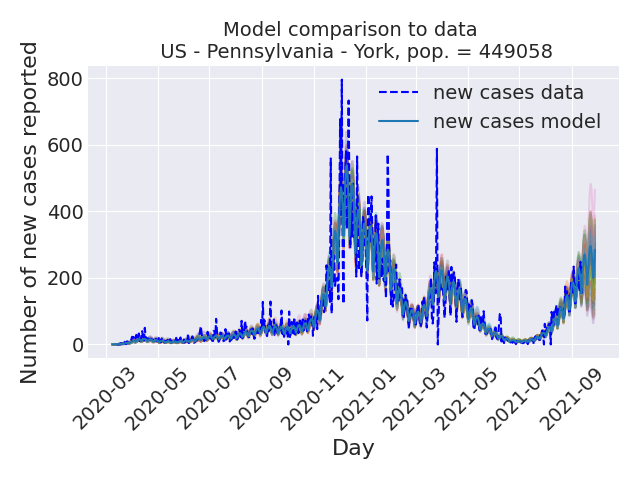 Model comparison to data
US - Pennsylvania - York, pop. = 449058
Number of new cases reported
800
600
400
200
0
new cases data
new cases model
2020-03
2020-05
2020-07
2020-09
2020-11
2021-01
2021-03
2021-05
2021-07
2021-09
Day